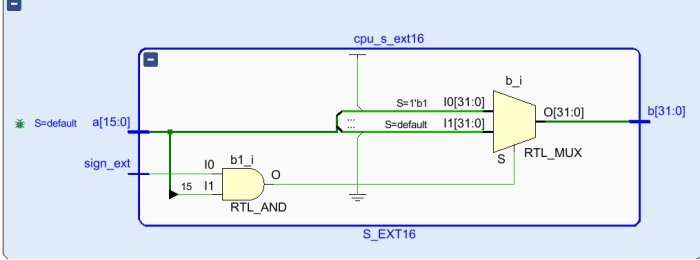 cpu_s_ext16
b_i
S=1'b1
I0[31:0]
O[31:0]
b[31:0]
S=default
a[15:0]
S=default
I1[31:0]
sign_ext
I0
b1_i
O
S
RTL_MUX
15
I1
RTL_AND
S_EXT16